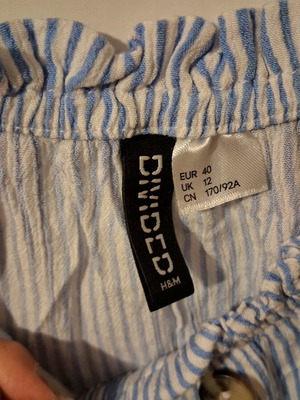 DIVIDED
H&M
EUR 40
UK 12
CN 170/92A